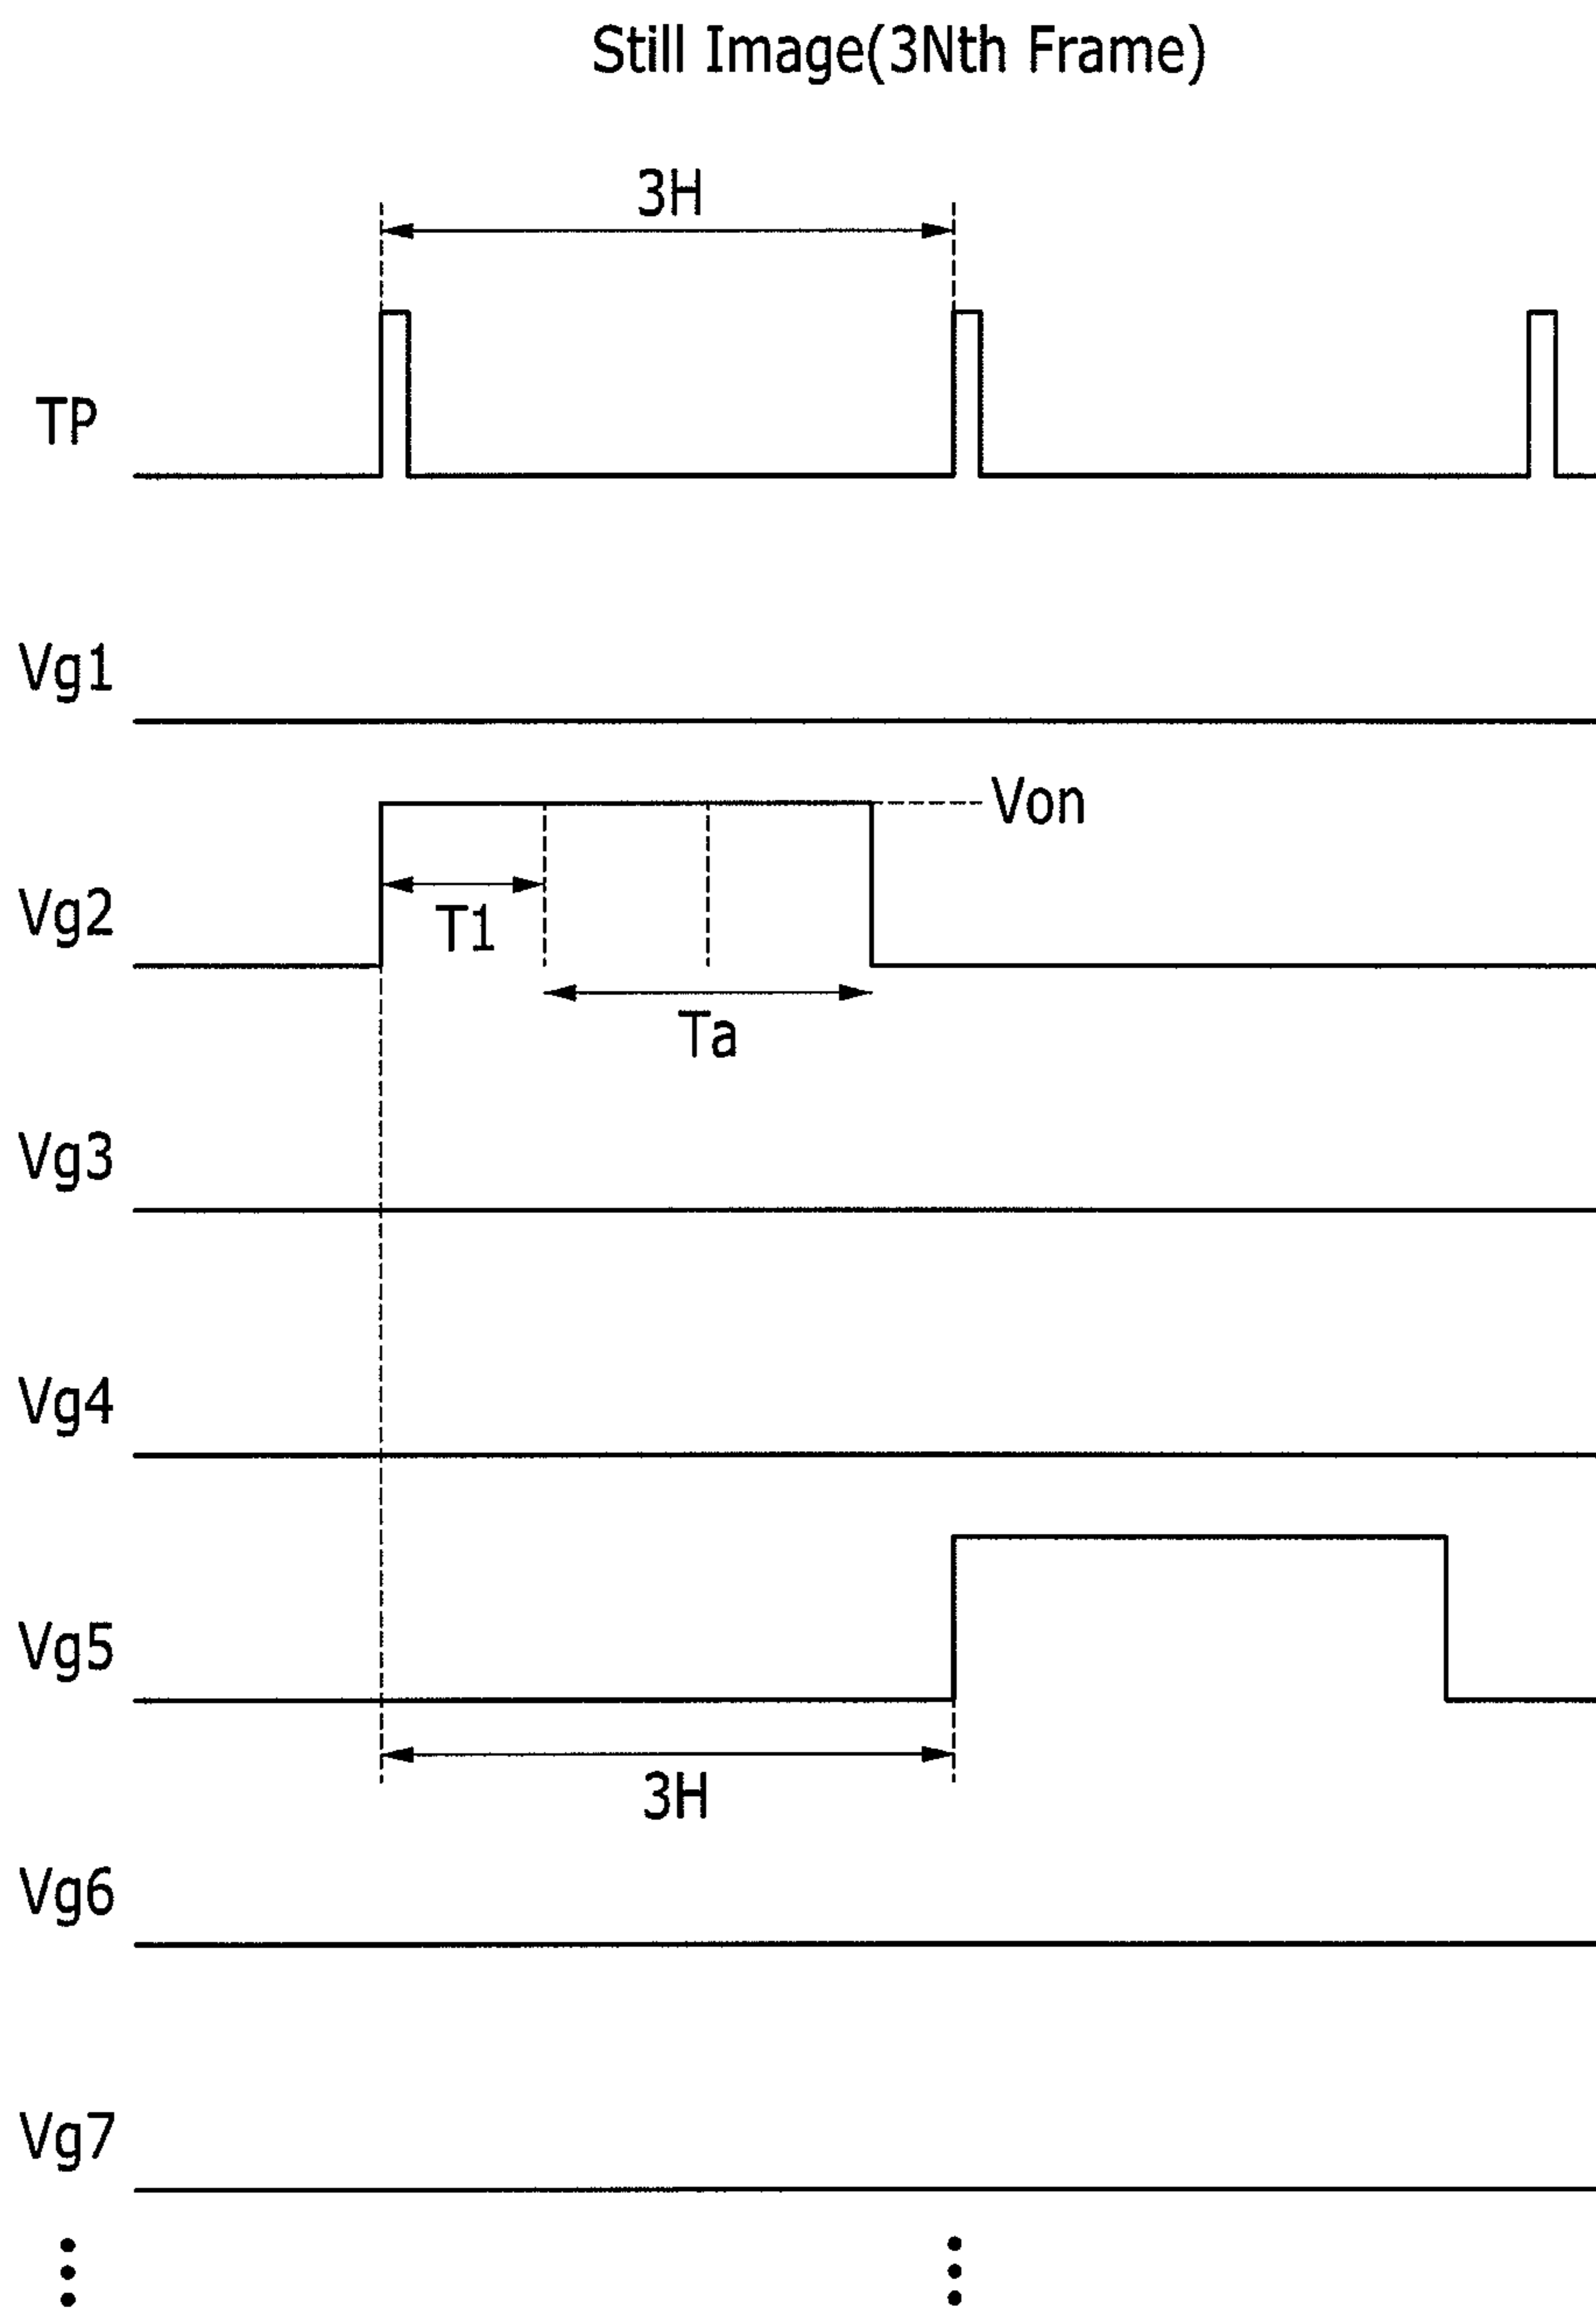 Still Image(3Nth Frame)
3H
TP
Vg1
Von
Vg2
T1
Ta
Vg3
Vg4
Vg5
3H
Vg6
Vg7